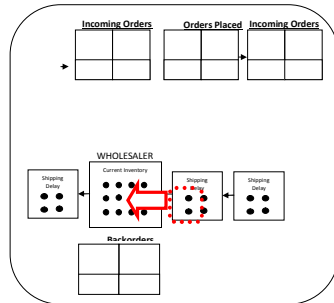 Incoming Orders Orders Placed Incoming Orders
WHOLESALER
Current Inventory
Shipping
Delay
Shipping
Delay
Shipping
Delay
Backorders